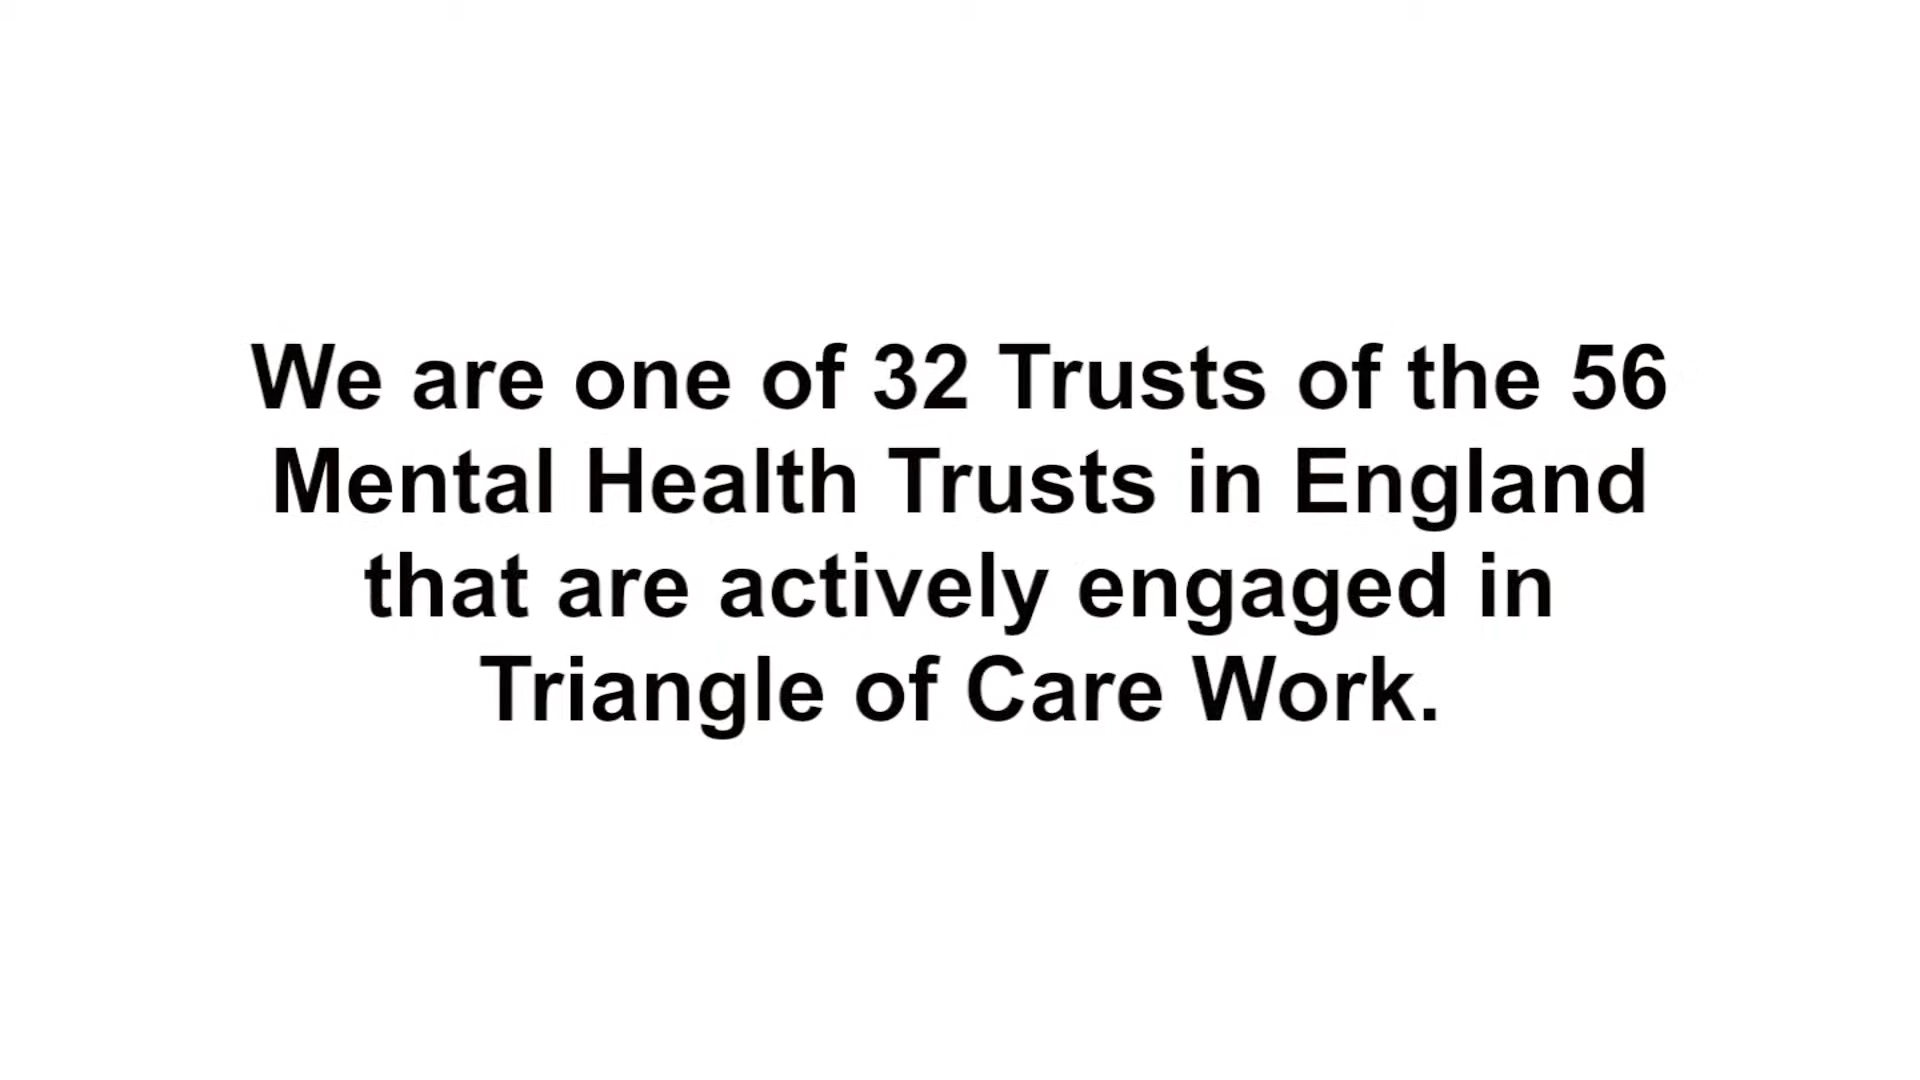 We are one of 32 Trusts of the 56
Mental Health Trusts in England
that are actively engaged in
Triangle of Care Work.